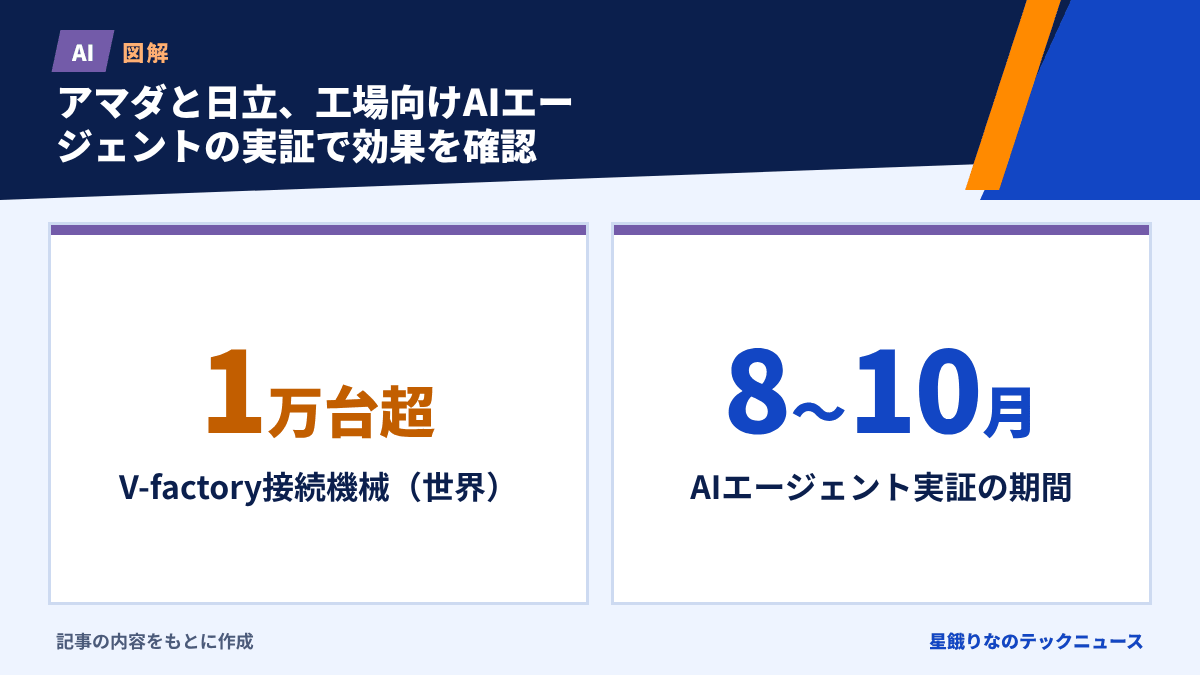 AI 図解
アマダと日立、工場向けAIエー
ジェントの実証で効果を確認
1万台超
V-factory接続機械（世界）
8〜10月
AIエージェント実証の期間
記事の内容をもとに作成
星餓りなのテックニュース